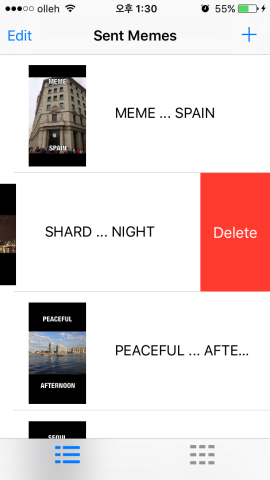 olleh 오후 1:30 55%
Edit Sent Memes +
MEME
SPAIN
MEME ... SPAIN
SHARD ... NIGHT
Delete
PEACEFUL
AFTERNOON
PEACEFUL ... AFTE...
SEOUL